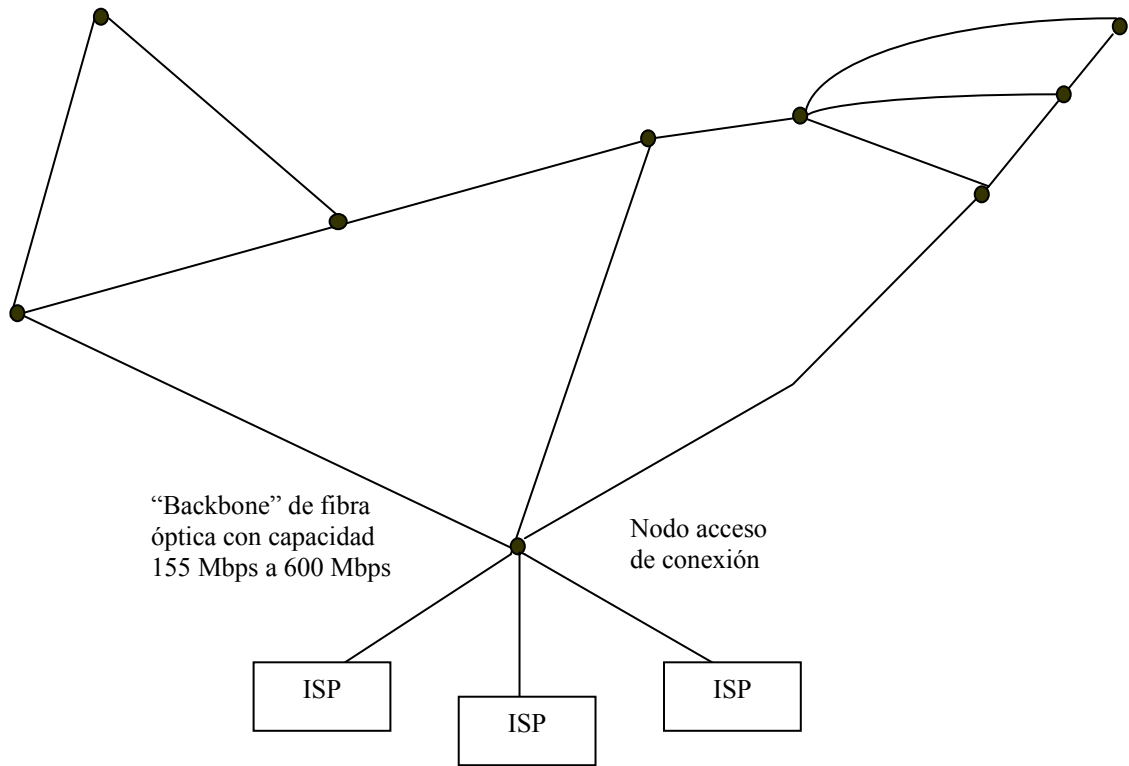 “Backbone” de fibra
óptica con capacidad
155 Mbps a 600 Mbps
Nodo acceso
de conexión
ISP
ISP
ISP